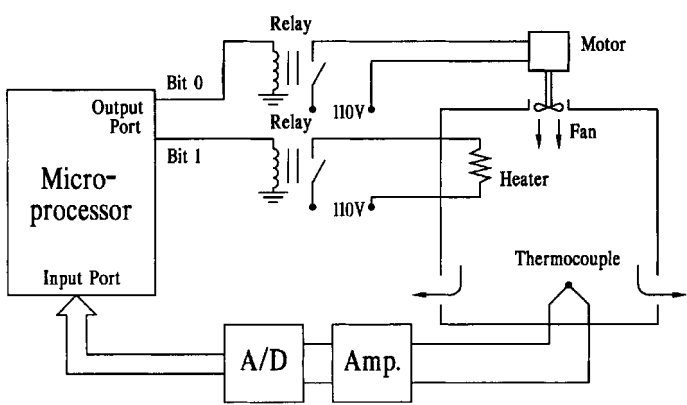 Relay
Motor
Bit 0
Output
Port
110V
Relay
Fan
Bit 1
Micro-
processor
Heater
110V
Thermocouple
Input Port
A/D
Amp.